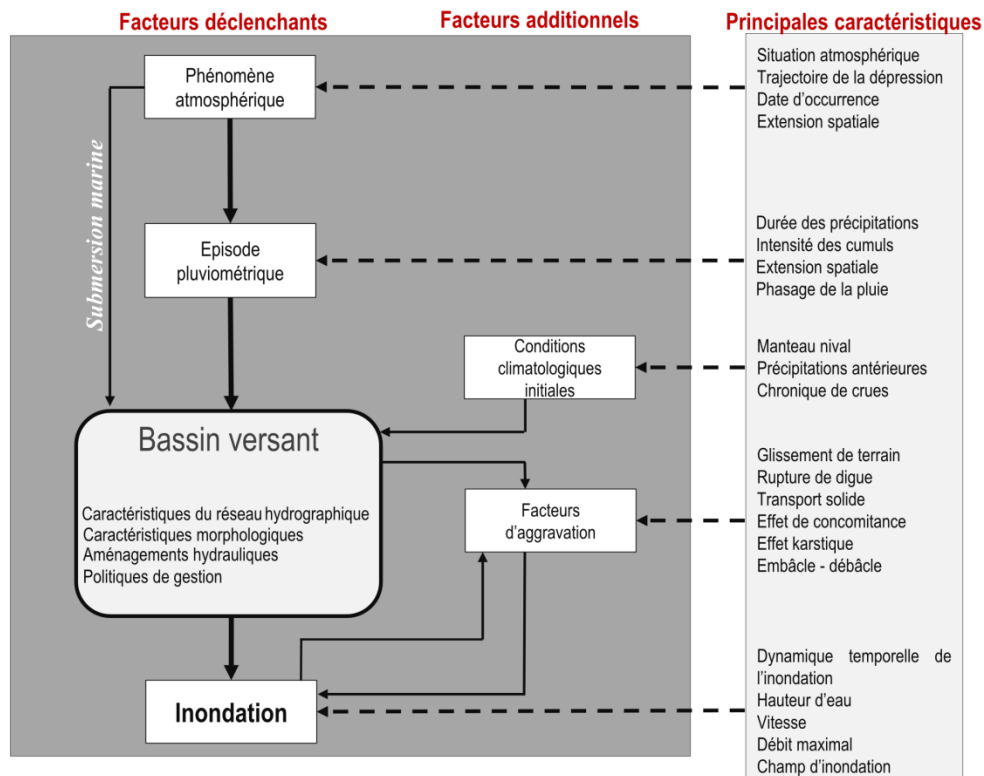 Facteurs déclenchants
Facteurs additionnels
Principales caractéristiques
Phénomène
atmosphérique
Situation atmosphérique
Trajectoire de la dépression
Date d'occurrence
Extension spatiale
Submersion marine
Episode
pluviométrique
Durée des précipitations
Intensité des cumuls
Extension spatiale
Phasage de la pluie
Conditions
climatologiques
initiales
Manteau nival
Précipitations antérieures
Chronique de crues
Bassin versant
Caractéristiques du réseau hydrographique
Caractéristiques morphologiques
Aménagements hydrauliques
Politiques de gestion
Facteurs
d'aggravation
Glissement de terrain
Rupture de digue
Transport solide
Effet de concomitance
Effet karstique
Embâcle - débâcle
Inondation
Dynamique temporelle de
l'inondation
Hauteur d'eau
Vitesse
Débit maximal
Champ d'inondation